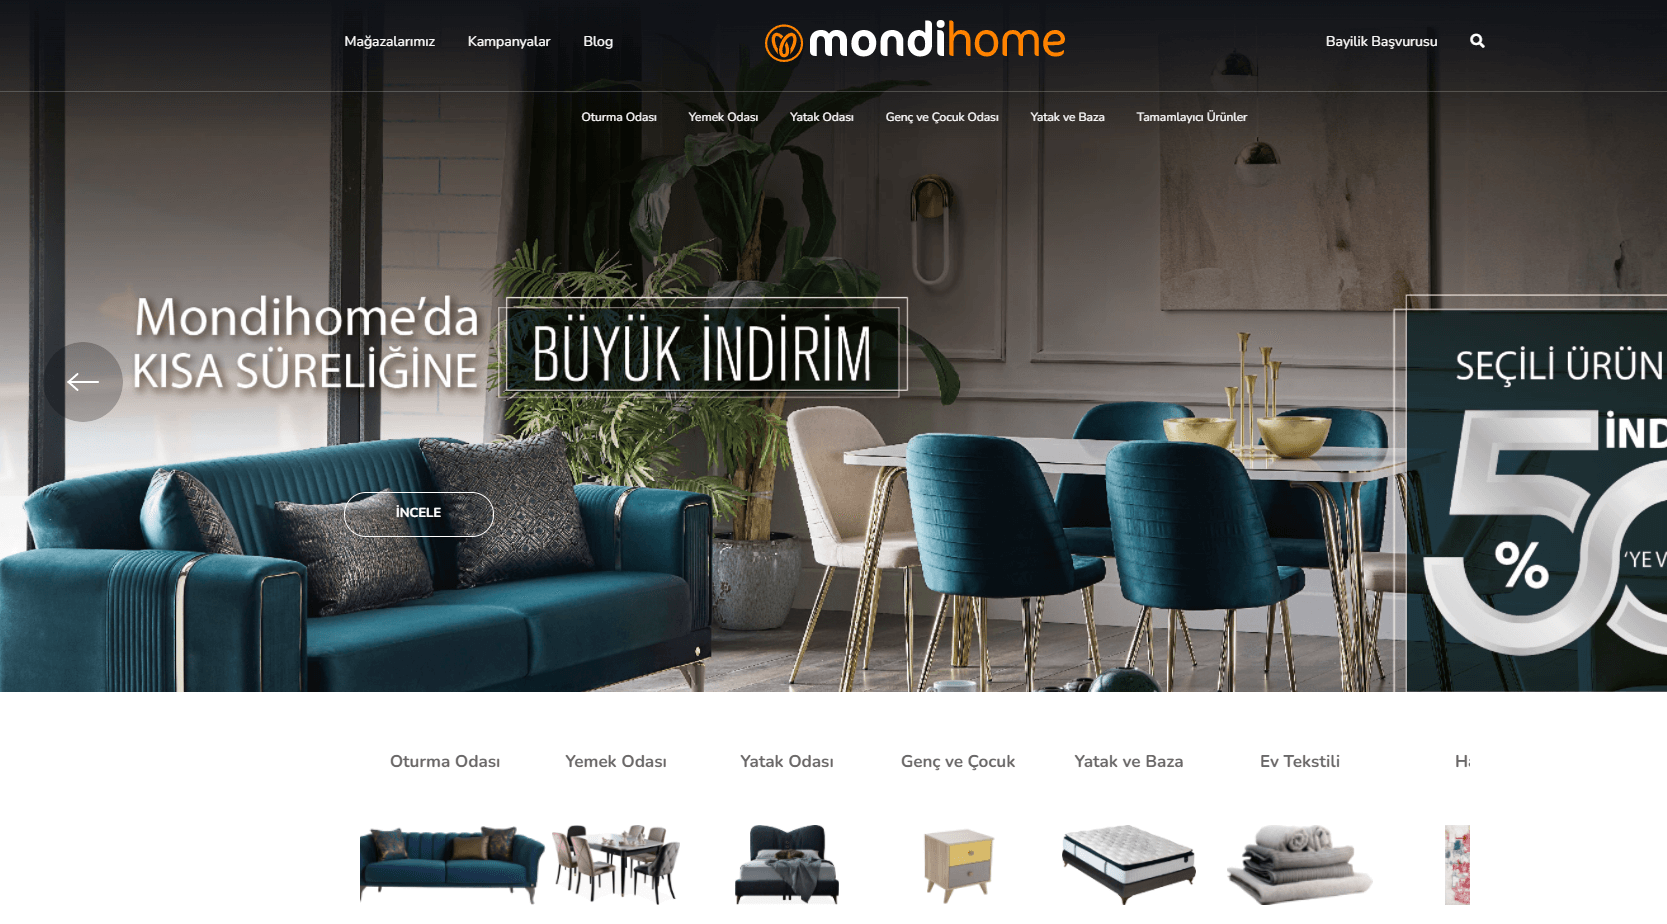 Mağazalarımız Kampanyalar Blog
mondihome
Bayilik Başvurusu
Oturma Odası Yemek Odası Yatak Odası Genç ve Çocuk Odası Yatak ve Baza Tamamlayıcı Ürünler
Mondihome’da
KISA SÜRELİĞİNE
BÜYÜK İNDİRİM
İNCELE
SEÇİLİ ÜRÜN
İND
%50
'YE V
Oturma Odası Yemek Odası Yatak Odası Genç ve Çocuk Yatak ve Baza Ev Tekstili